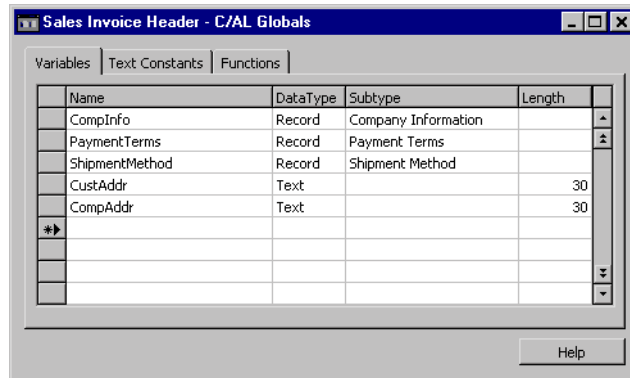 Sales Invoice Header - C/AL Globals
Variables Text Constants Functions
Name DataType Subtype Length
CompInfo Record Company Information
PaymentTerms Record Payment Terms
ShipmentMethod Record Shipment Method
CustAddr Text 30
CompAddr Text 30
Help